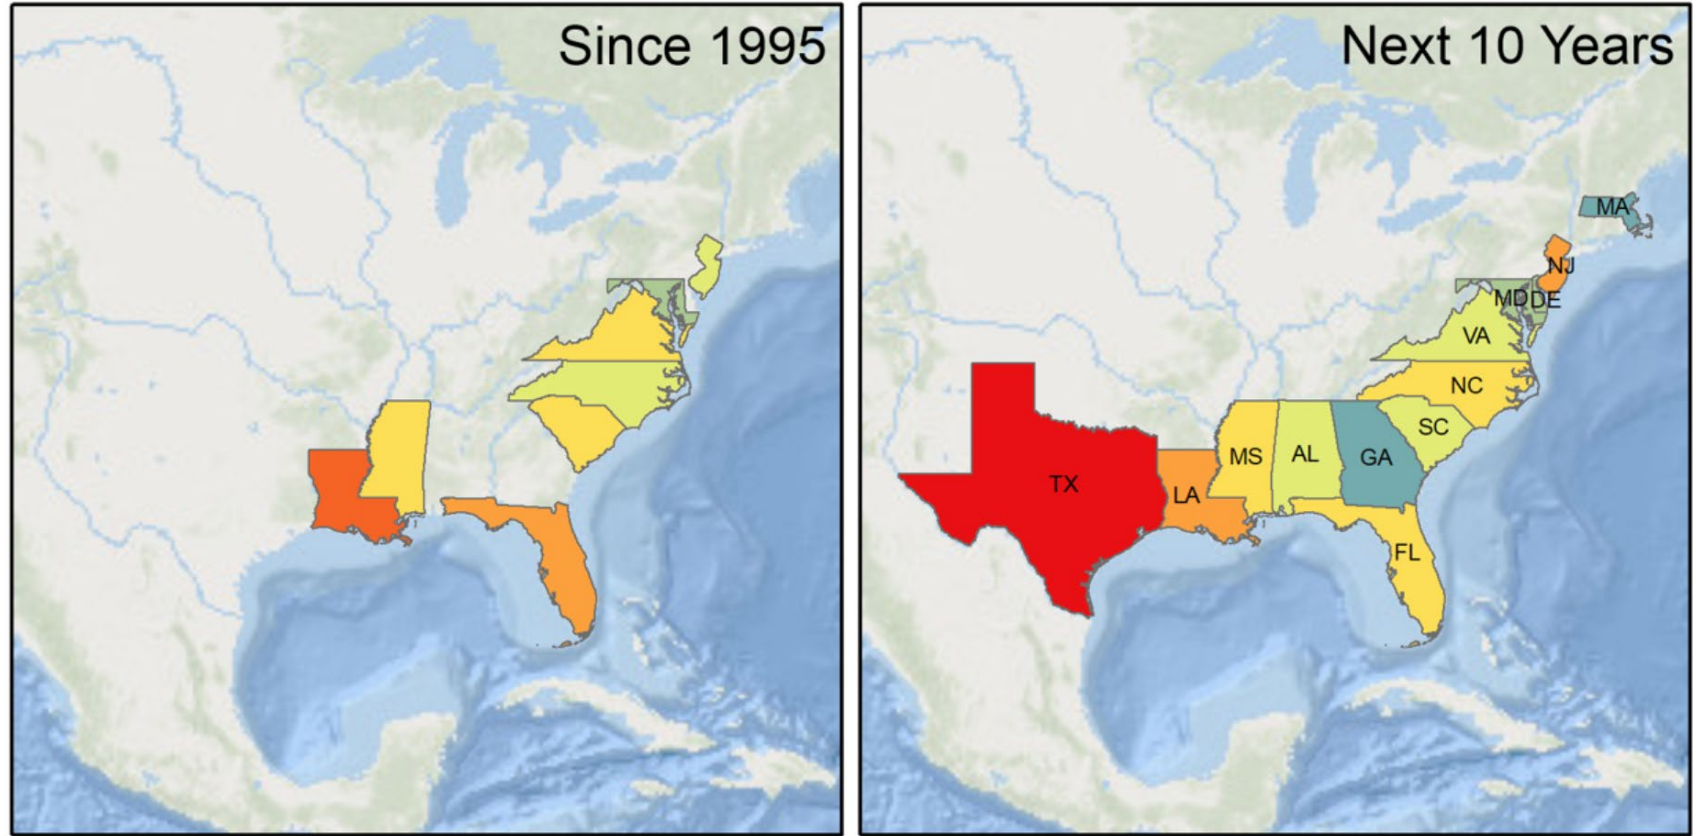 Since 1995
Next 10 Years
MA
NJ
MD DE
VA
NC
SC
MS AL GA
TX
LA
FL